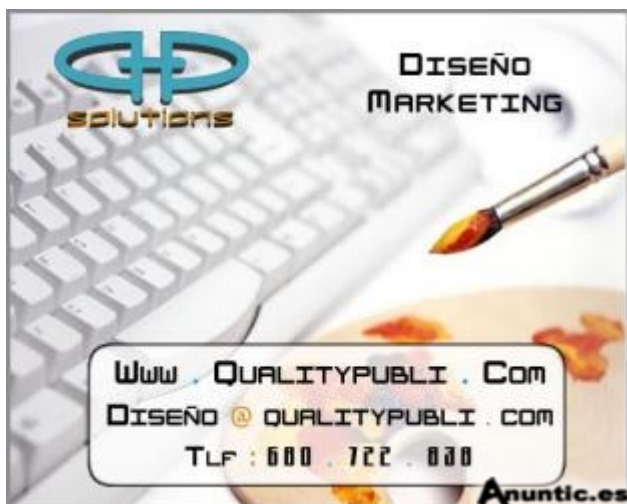 solutions
Diseño
Marketing
Www . Qualitypubli . Com
Diseño @ qualitypubli . com
Tlf : 680 . 722 . 838
Anuntic.es